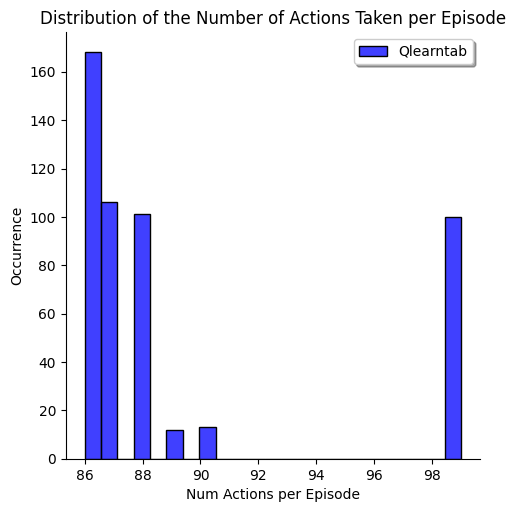 Distribution of the Number of Actions Taken per Episode
Qlearntab
160
140
120
100
80
60
40
20
0
Occurrence
86 88 90 92 94 96 98
Num Actions per Episode